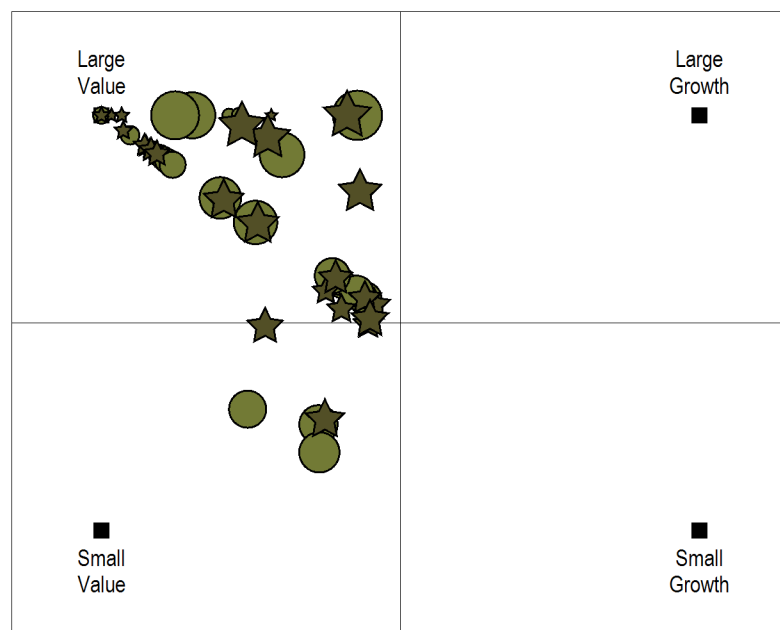 Large
Value
Large
Growth
Small
Value
Small
Growth